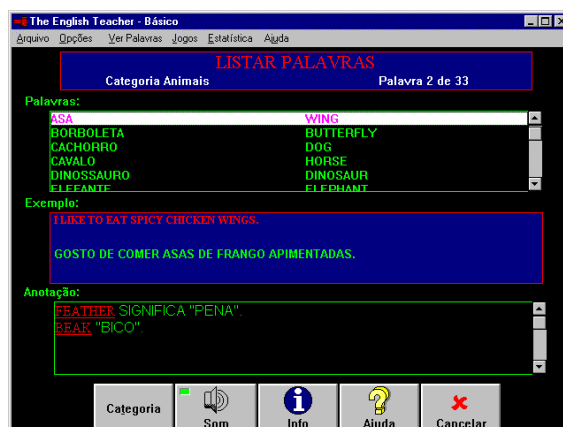 The English Teacher - Básico
Arquivo Opções Ver Palavras Jogos Estatística Ajuda
LISTAR PALAVRAS
Categoria Animais Palavra 2 de 33
Palavras:
ASA WING
BORBOLETA BUTTERFLY
CACHORRO DOG
CAVALO HORSE
DINOSSAURO DINOSAUR
ELEFANTE ELEPHANT
Exemplo:
I LIKE TO EAT SPICY CHICKEN WINGS.
GOSTO DE COMER ASAS DE FRANGO APIMENTADAS.
Anotação:
FEATHER SIGNIFICA "PENA".
BEAK "BICO".
Categoria Som Info Ajuda Cancelar